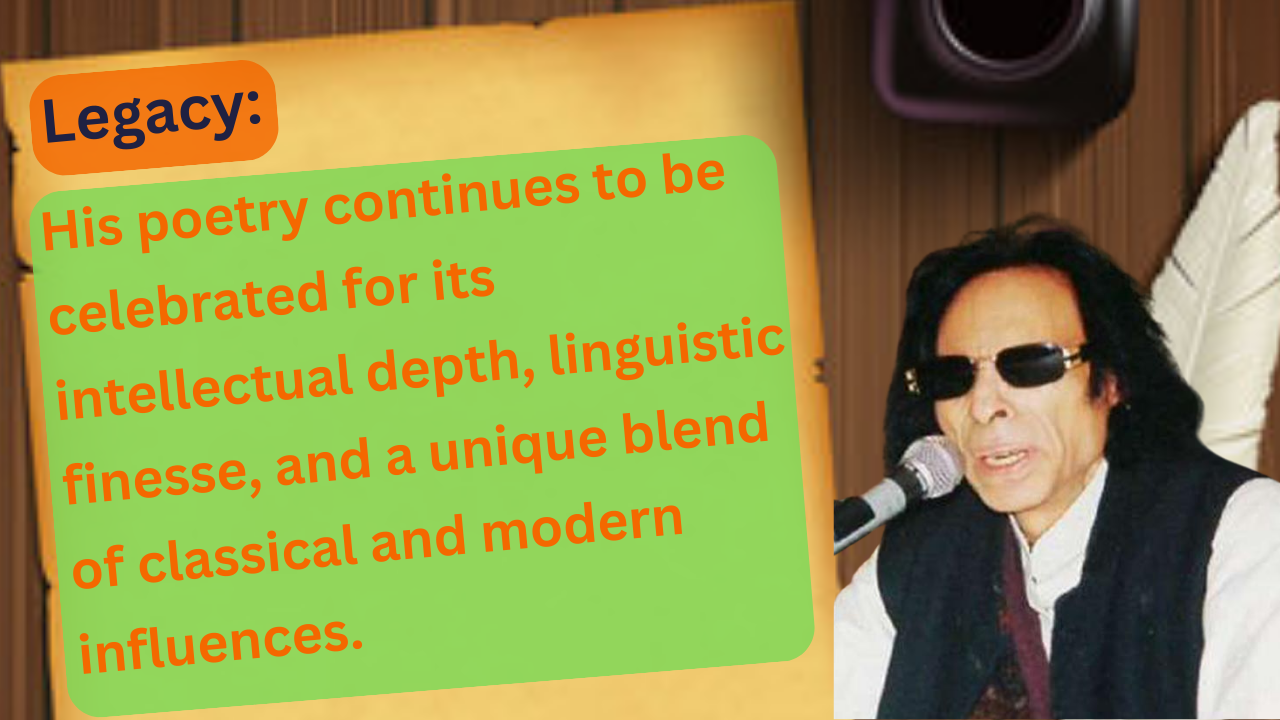 Legacy:
His poetry continues to be
celebrated for its
intellectual depth, linguistic
finesse, and a unique blend
of classical and modern
influences.